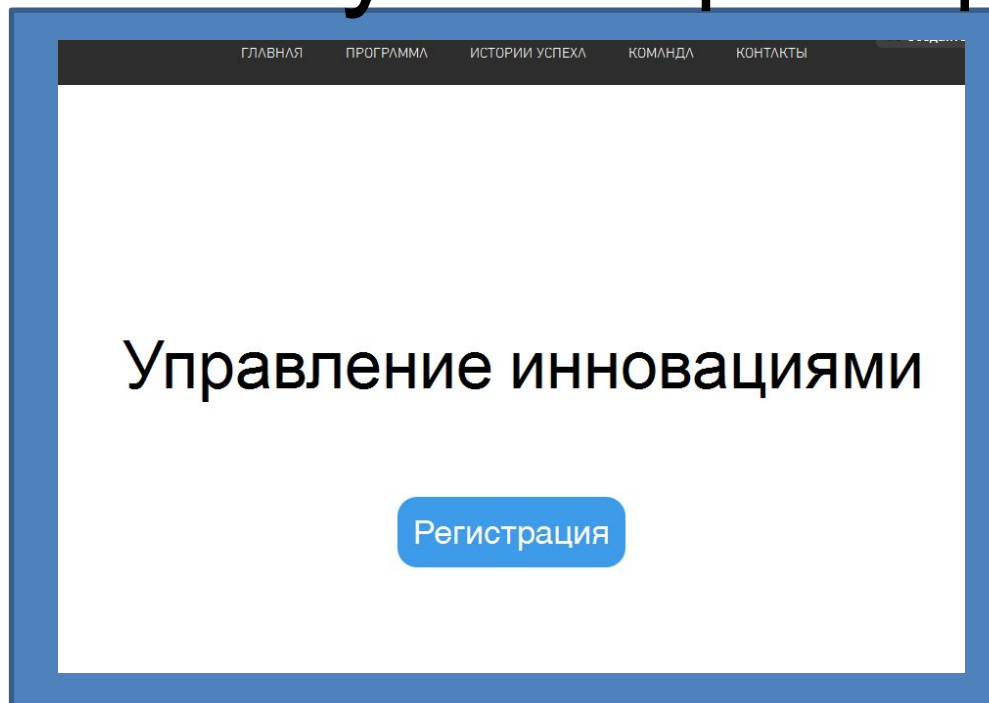 ГЛАВНАЯ ПРОГРАММА ИСТОРИИ УСПЕХА КОМАНДА КОНТАКТЫ
Управление инновациями
Регистрация